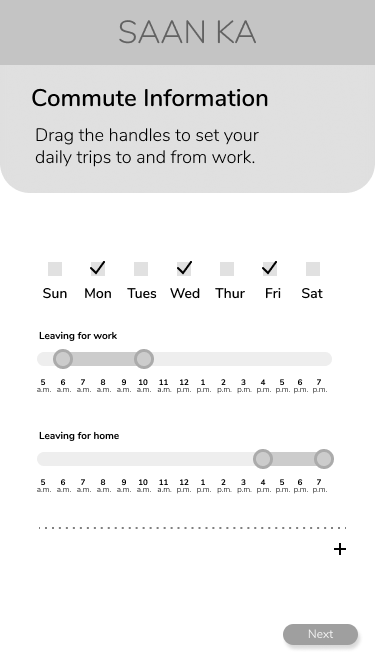 SAAN KA
Commute Information
Drag the handles to set your
daily trips to and from work.
Sun Mon Tues Wed Thur Fri Sat
Leaving for work
5 6 7 8 9 10 11 12 1 2 3 4 5 6 7
a.m. a.m. a.m. a.m. a.m. a.m. a.m. p.m. p.m. p.m. p.m. p.m. p.m. p.m. p.m.
Leaving for home
5 6 7 8 9 10 11 12 1 2 3 4 5 6 7
a.m. a.m. a.m. a.m. a.m. a.m. a.m. p.m. p.m. p.m. p.m. p.m. p.m. p.m. p.m.
+
Next